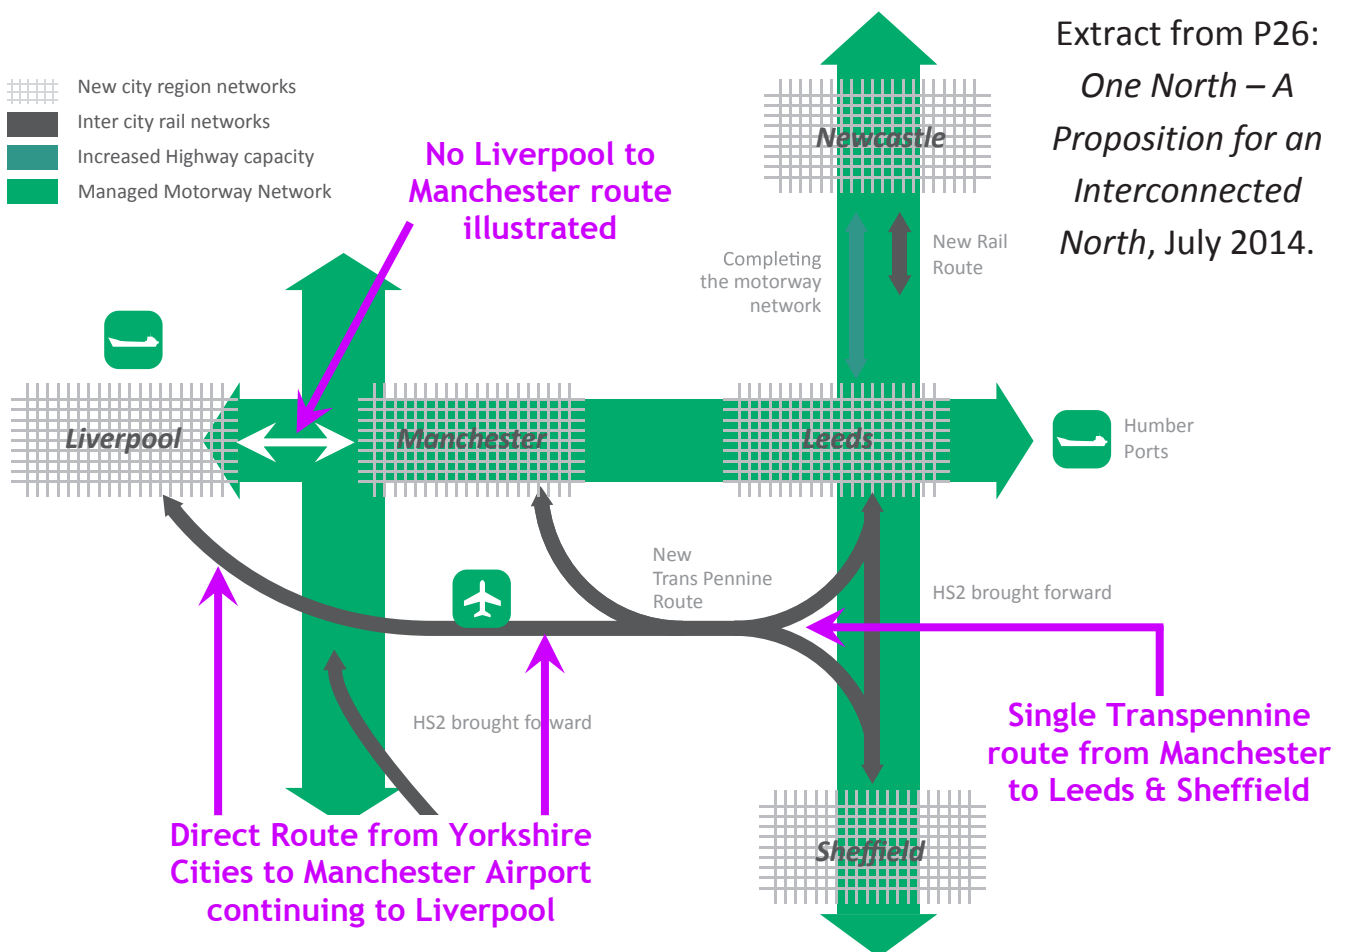 Extract from P26:
One North – A
Proposition for an
Interconnected
North, July 2014.
New city region networks
Inter city rail networks
Increased Highway capacity
Managed Motorway Network
No Liverpool to
Manchester route
illustrated
Newcastle
Completing
the motorway
network
New Rail
Route
Liverpool
Manchester
Leeds
Humber
Ports
New
Trans Pennine
Route
HS2 brought forward
HS2 brought forward
Single Transpennine
route from Manchester
to Leeds & Sheffield
Direct Route from Yorkshire
Cities to Manchester Airport
continuing to Liverpool
Sheffield